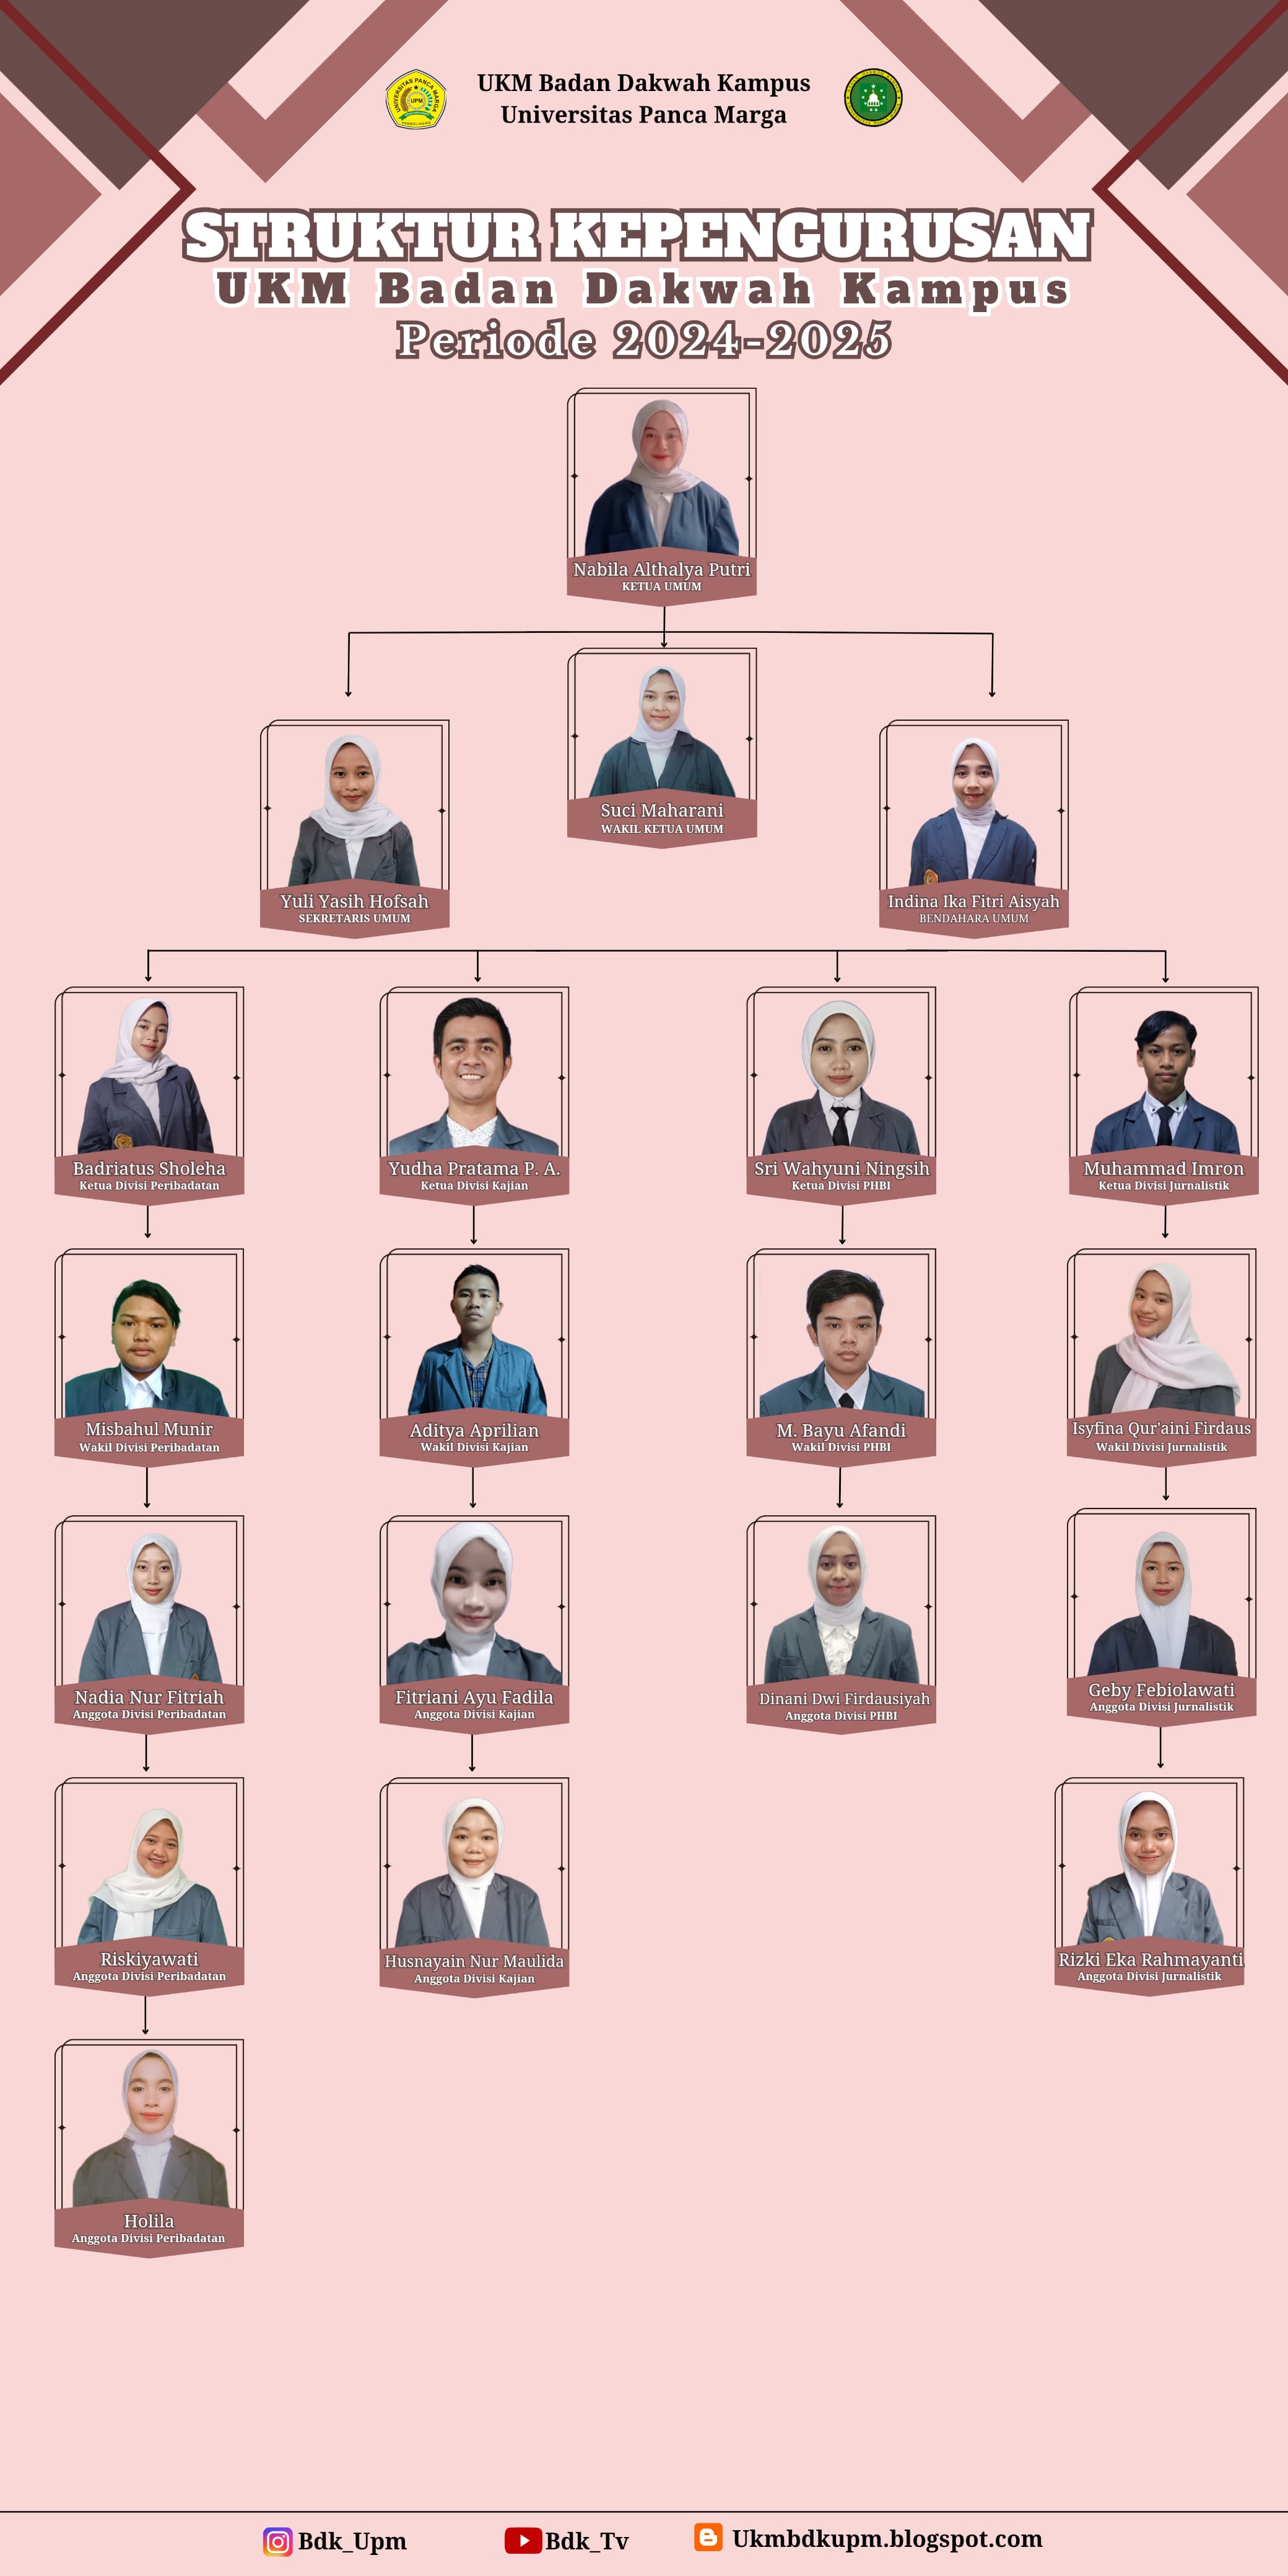 UKM Badan Dakwah Kampus
Universitas Panca Marga
UNIVERSITAS PANCA MARGA
UPM
STRUKTUR KEPENGURUSAN
UKM Badan Dakwah Kampus
Periode 2024-2025
Nabila Althalya Putri
KETUA UMUM
Suci Maharani
WAKIL KETUA UMUM
Yuli Yasih Hofsah
SEKRETARIS UMUM
Indina Ika Fitri Aisyah
BENDAHARA UMUM
Badriatus Sholeha
Ketua Divisi Peribadatan
Yudha Pratama P. A.
Ketua Divisi Kajian
Sri Wahyuni Ningsih
Ketua Divisi PHBI
Muhammad Imron
Ketua Divisi Jurnalistik
Misbahul Munir
Wakil Divisi Peribadatan
Aditya Aprilian
Wakil Divisi Kajian
M. Bayu Afandi
Wakil Divisi PHBI
Isyfina Qur'aini Firdaus
Wakil Divisi Jurnalistik
Nadia Nur Fitriah
Anggota Divisi Peribadatan
Fitriani Ayu Fadila
Anggota Divisi Kajian
Dinani Dwi Firdausiyah
Anggota Divisi PHBI
Geby Febiolawati
Anggota Divisi Jurnalistik
Riskiyawati
Anggota Divisi Peribadatan
Husnayain Nur Maulida
Anggota Divisi Kajian
Rizki Eka Rahmayanti
Anggota Divisi Jurnalistik
Holila
Anggota Divisi Peribadatan
Bdk_Upm
Bdk_Tv
Ukmbdkupm.blogspot.com